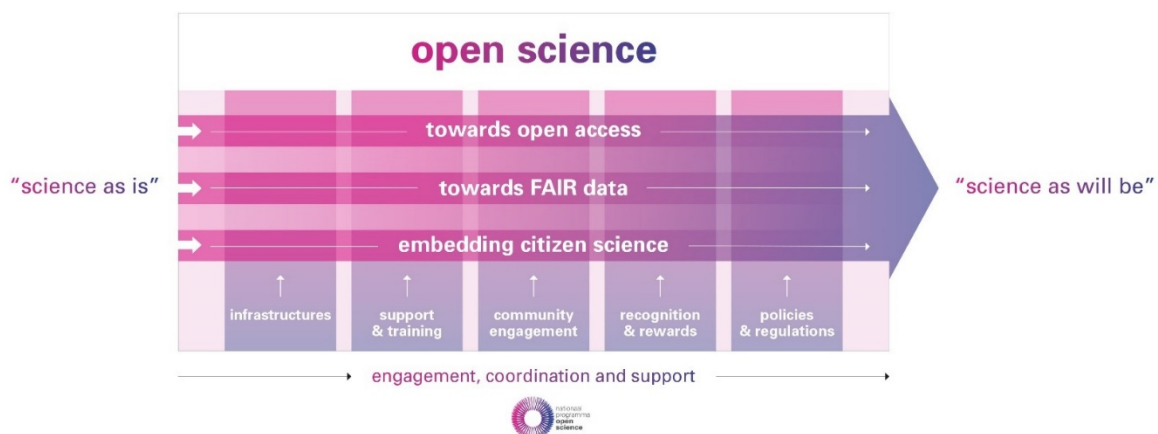 open science
towards open access
"science as is"
towards FAIR data
"science as will be"
embedding citizen science
infrastructures
support
& training
community
engagement
recognition
& rewards
policies
& regulations
engagement, coordination and support
national
programme
open
science